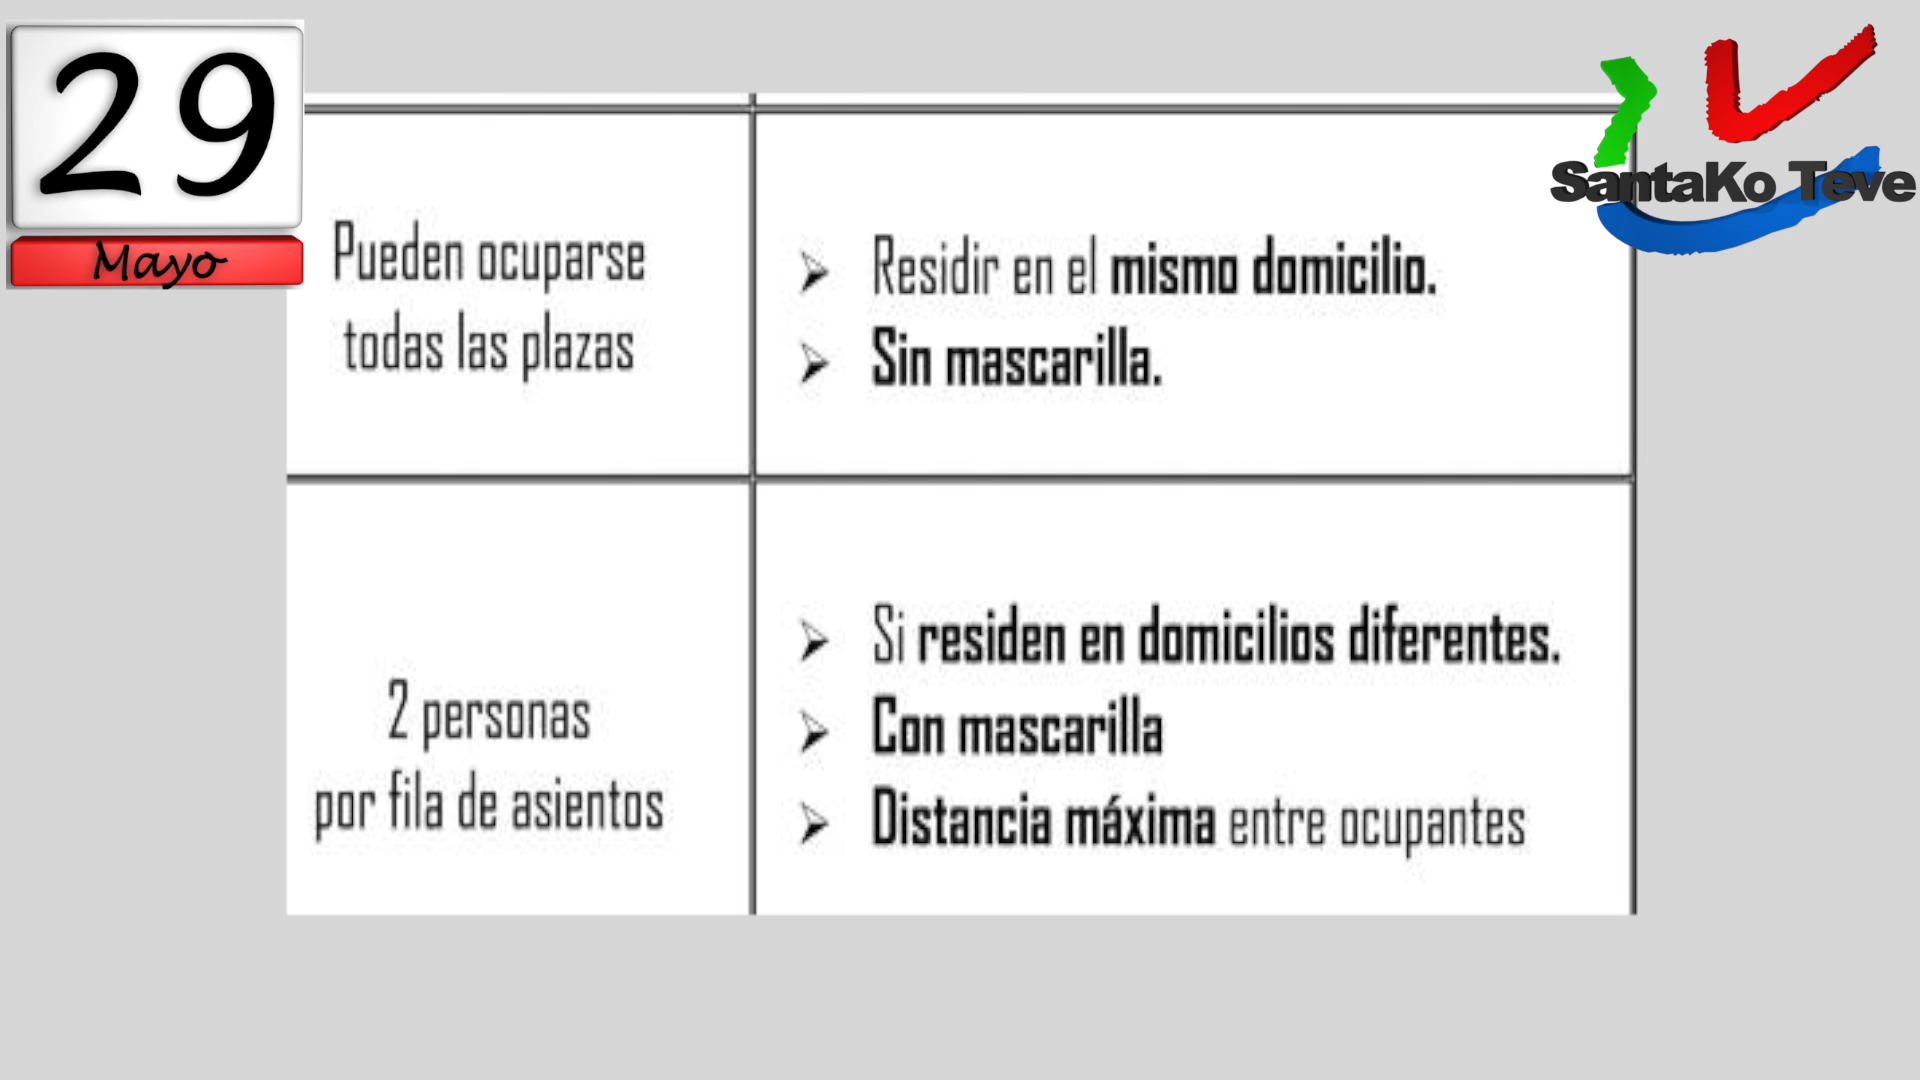 29
Mayo
SantaKo Teve
Pueden ocuparse
todas las plazas
Residir en el mismo domicilio.
Sin mascarilla.
2 personas
por fila de asientos
Si residen en domicilios diferentes.
Con mascarilla
Distancia máxima entre ocupantes